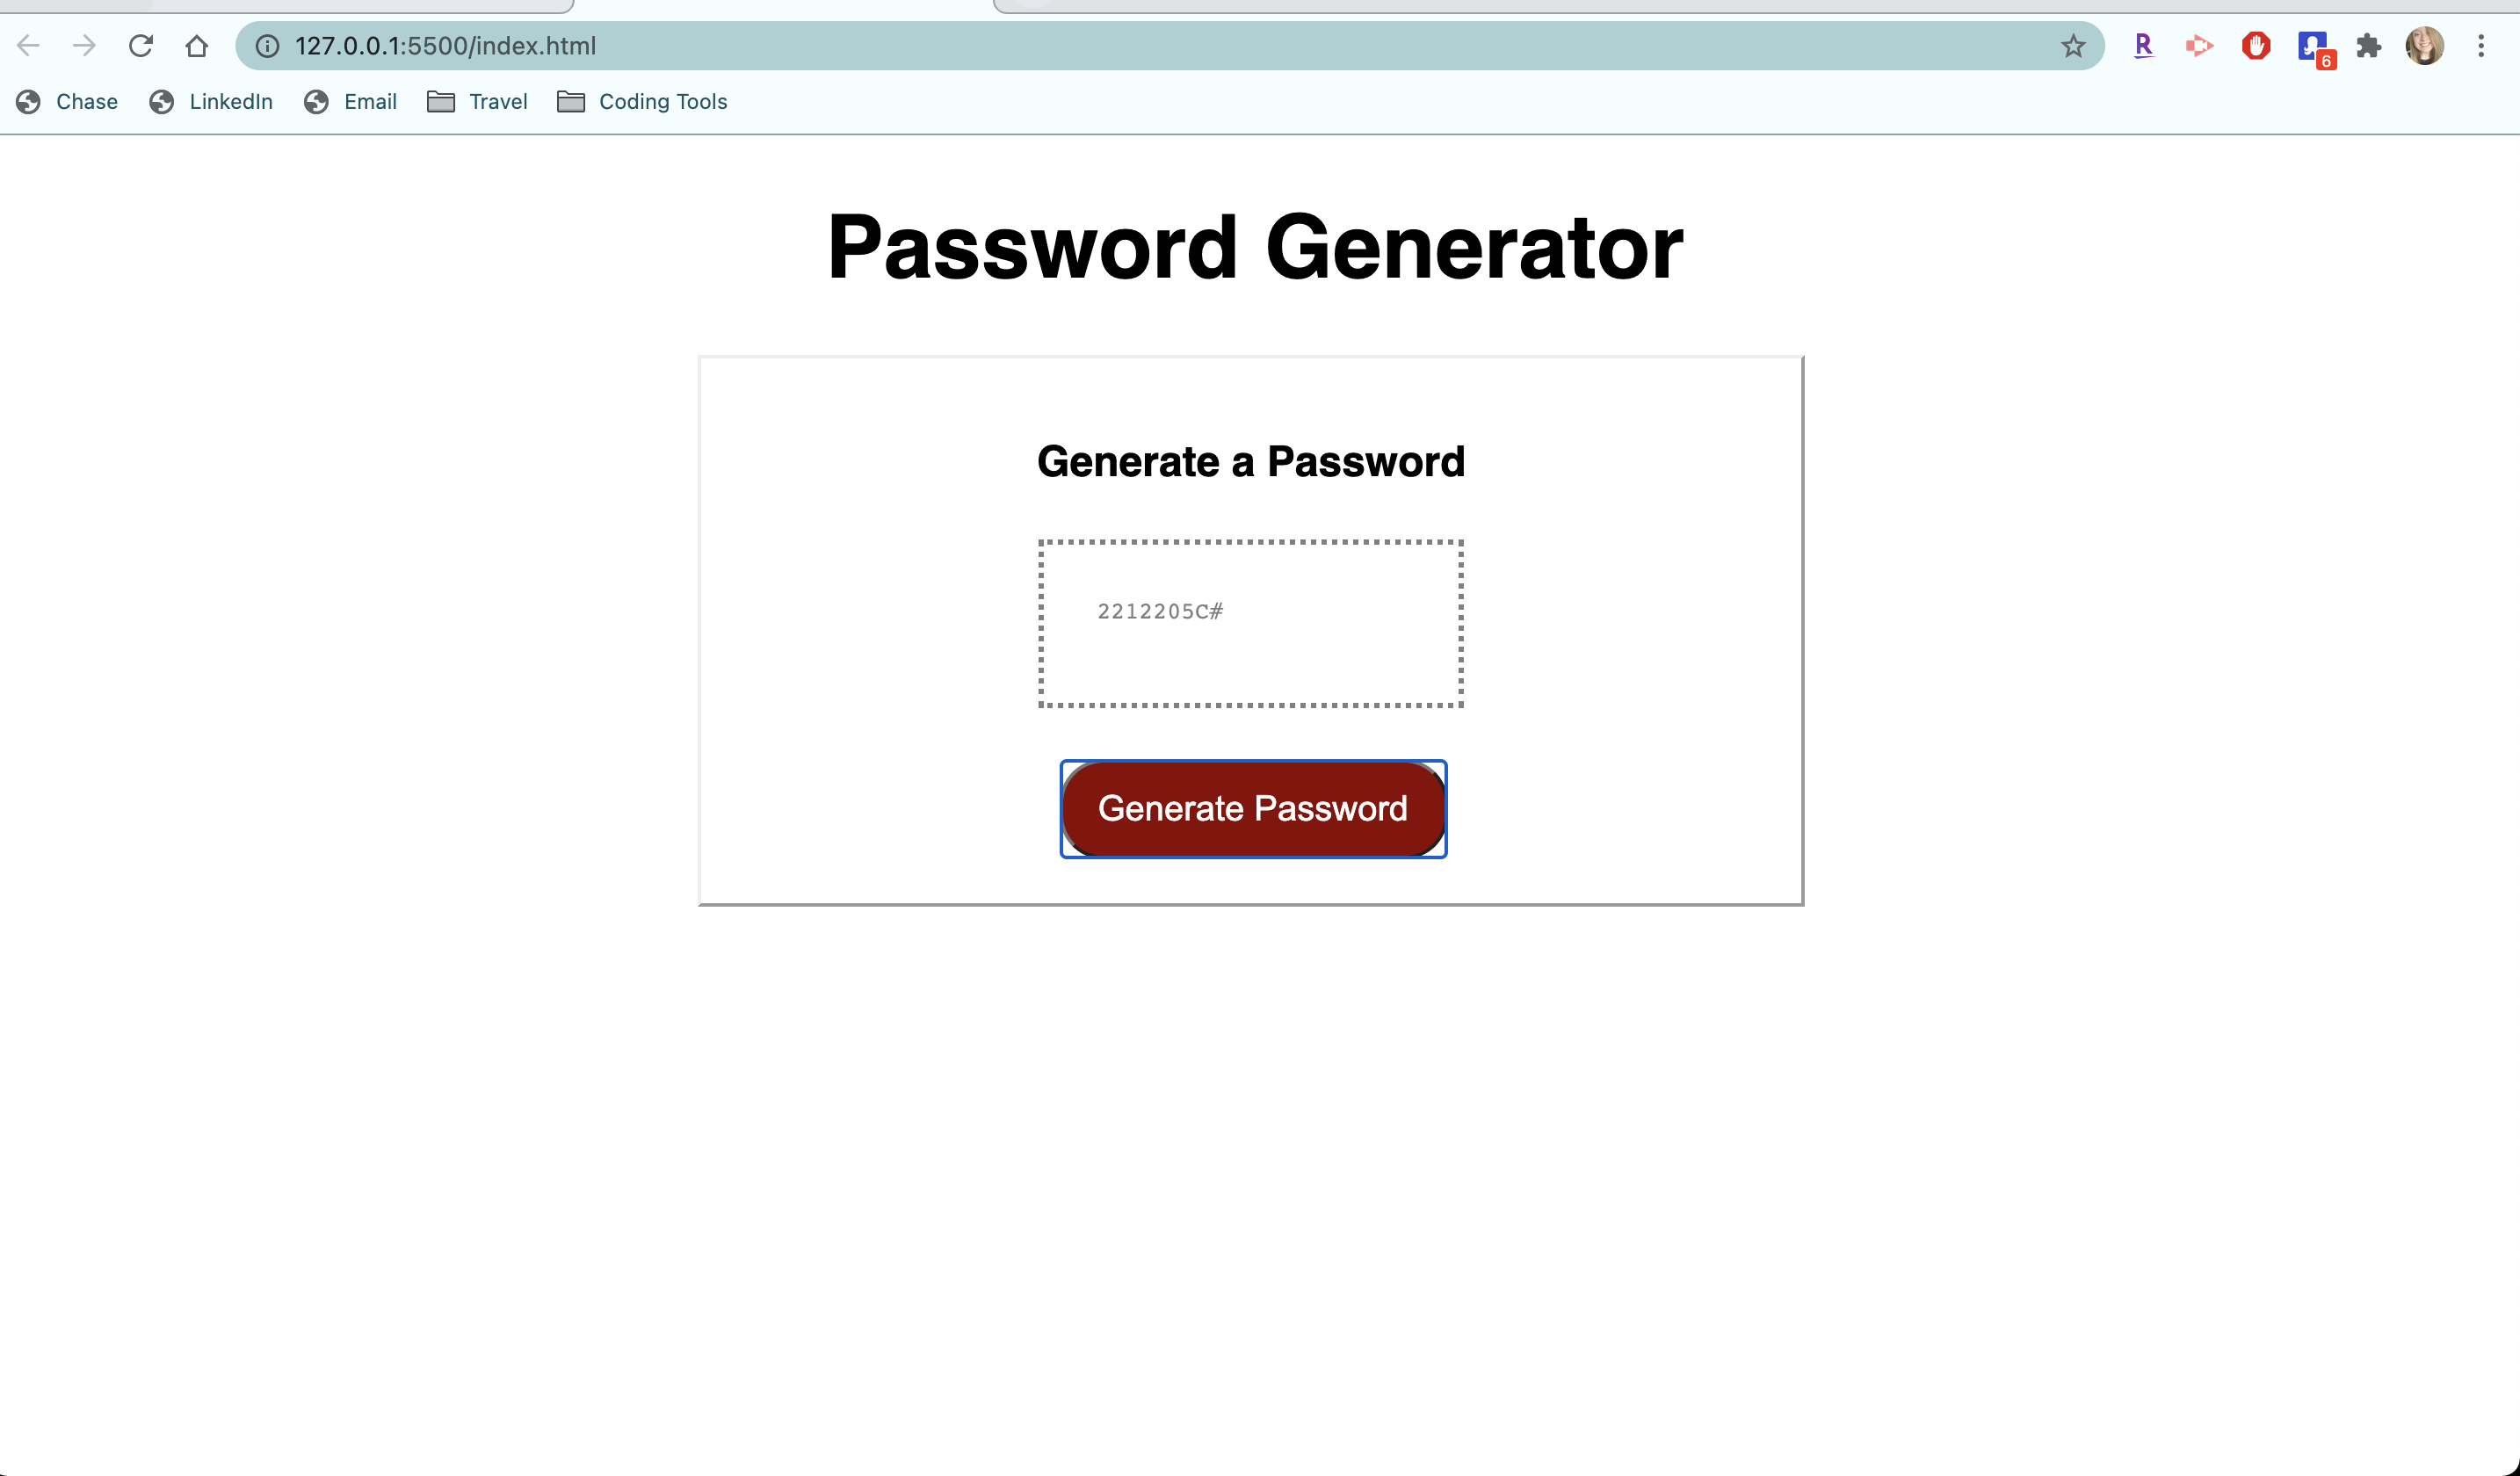 127.0.0.1:5500/index.html
R
6
Chase LinkedIn Email Travel Coding Tools
Password Generator
Generate a Password
2212205C#
Generate Password